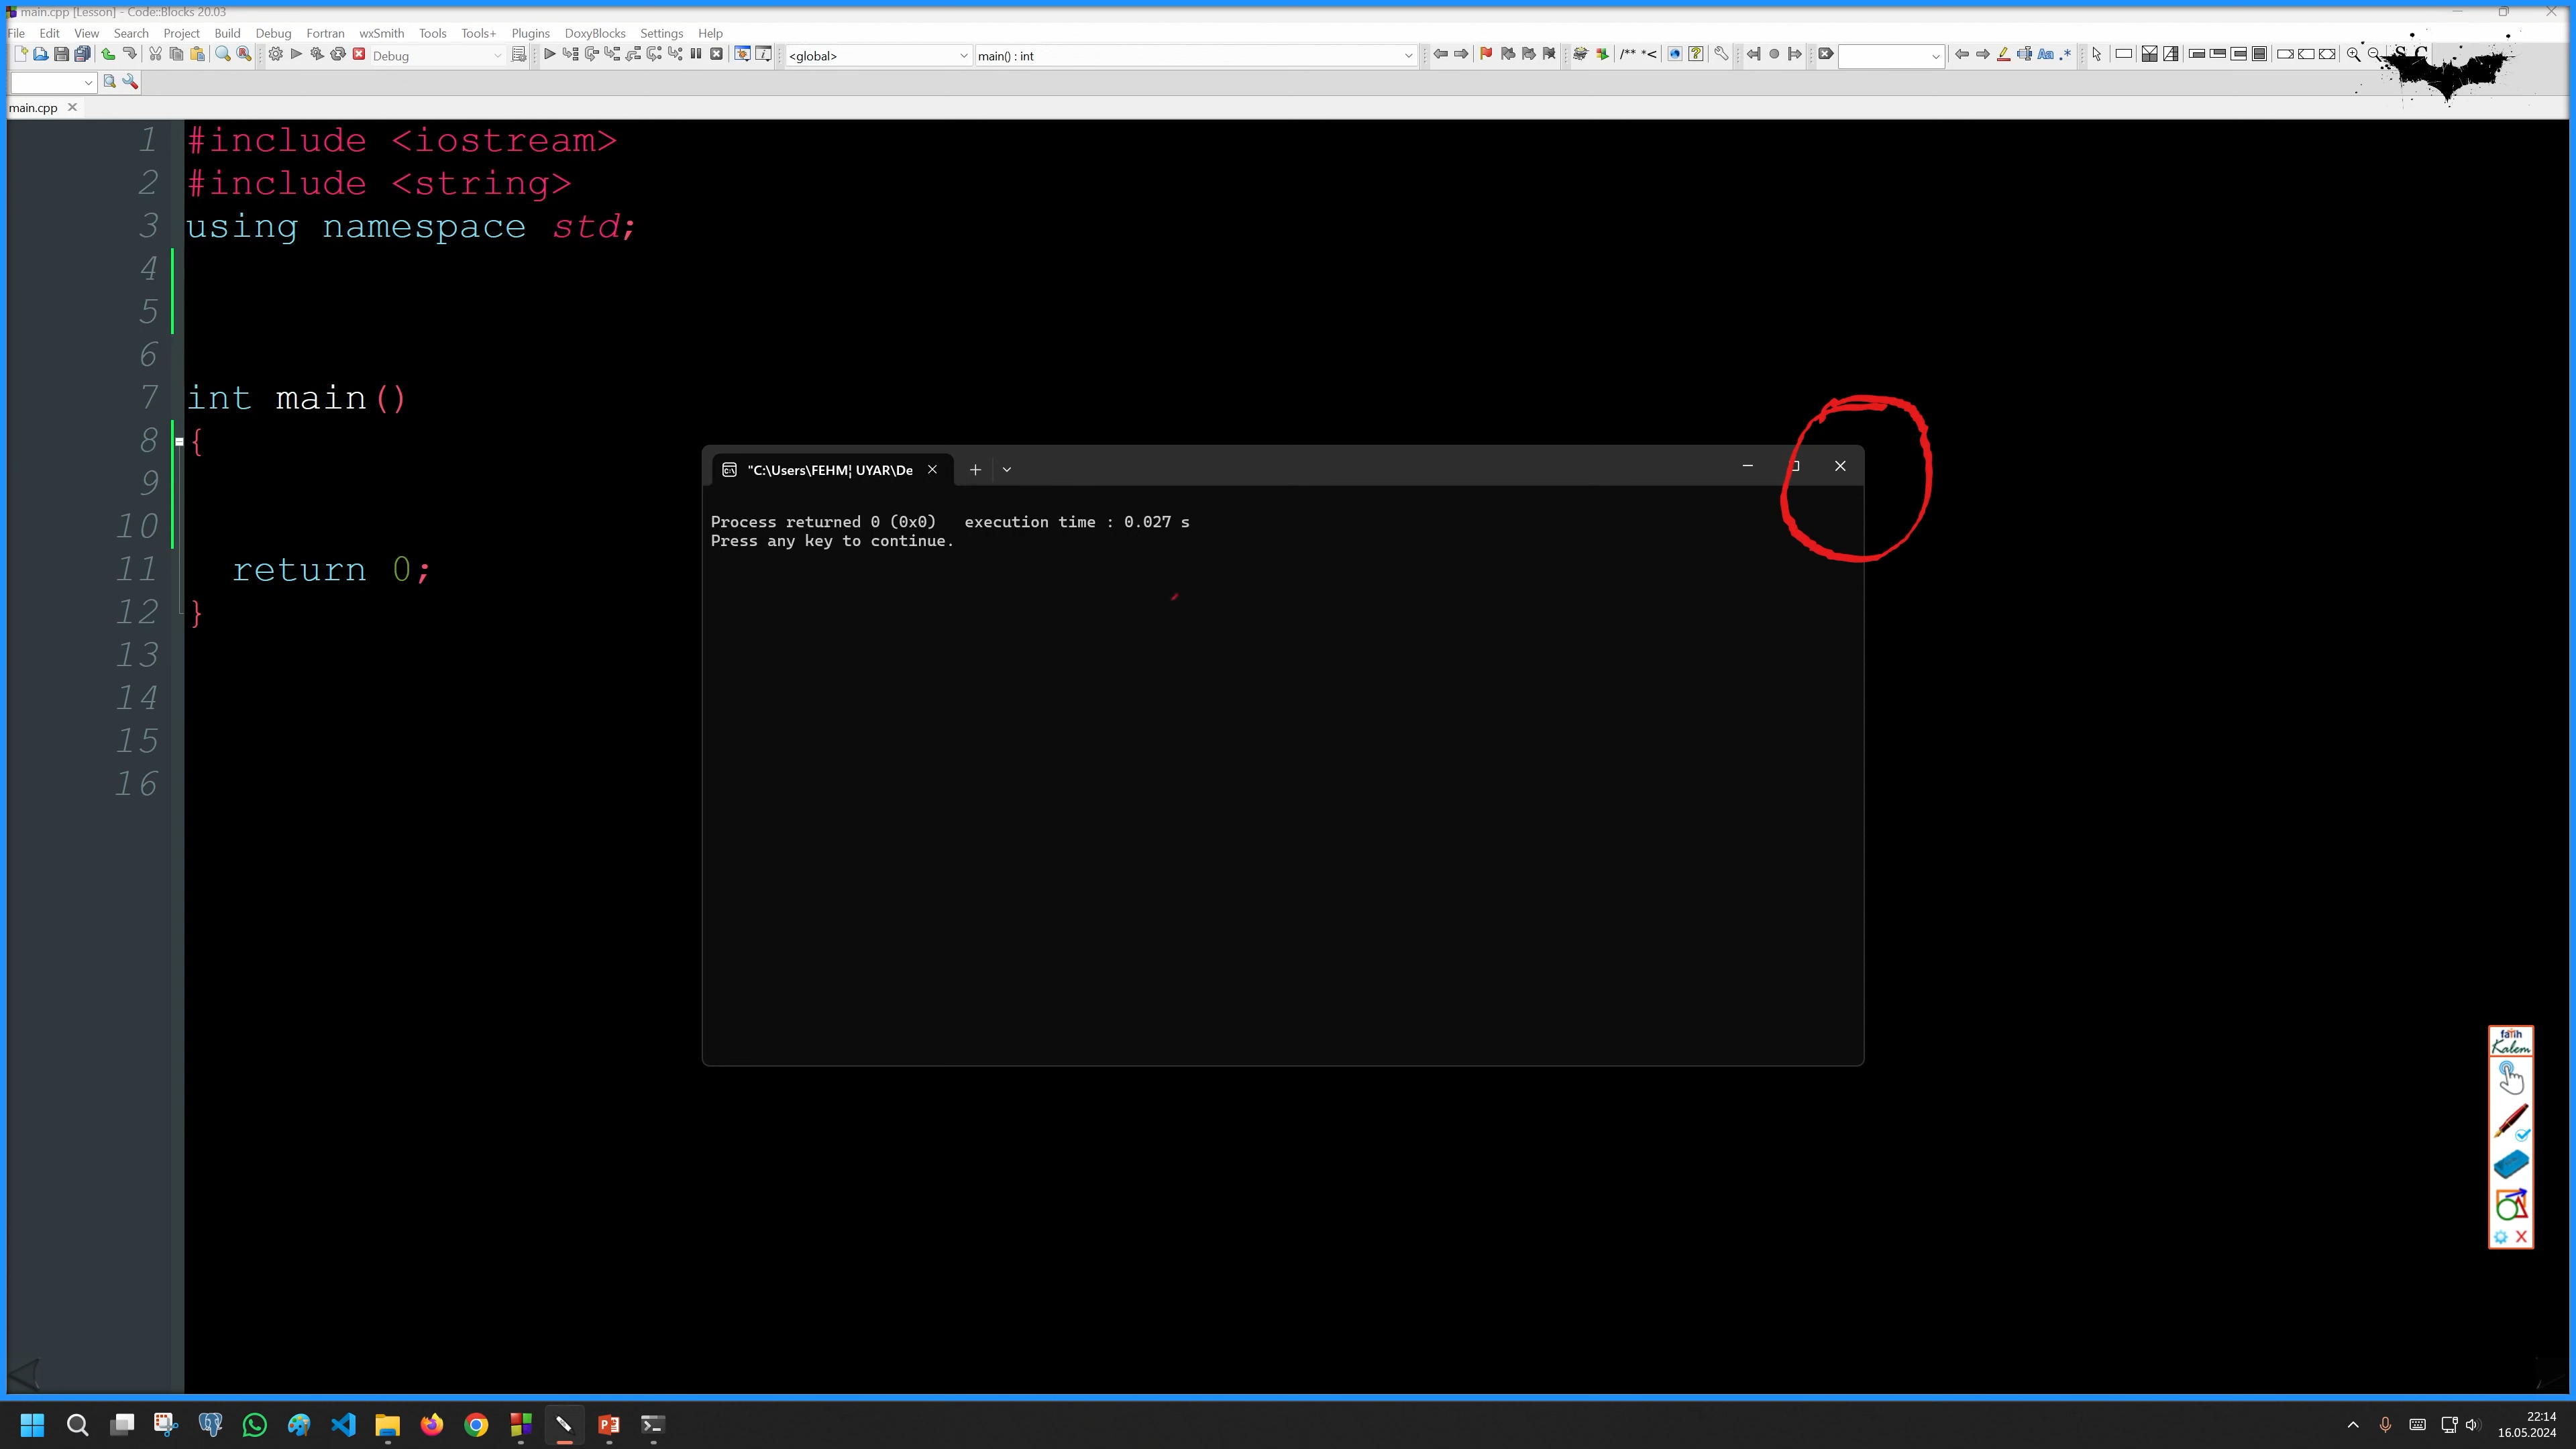 main.cpp [Lesson] - Code::Blocks 20.03
File Edit View Search Project Build Debug Fortran wxSmith Tools Tools+ Plugins DoxyBlocks Settings Help
Debug <global> main() : int
/** *< Aa .* S C
main.cpp
1 #include <iostream>
2 #include <string>
3 using namespace std;
4
5
6
7 int main()
8 {
9
10
11 return 0;
12 }
13
14
15
16
"C:\Users\FEHM¦ UYAR\De
Process returned 0 (0x0) execution time : 0.027 s
Press any key to continue.
fatih
Kalem
22:14
16.05.2024